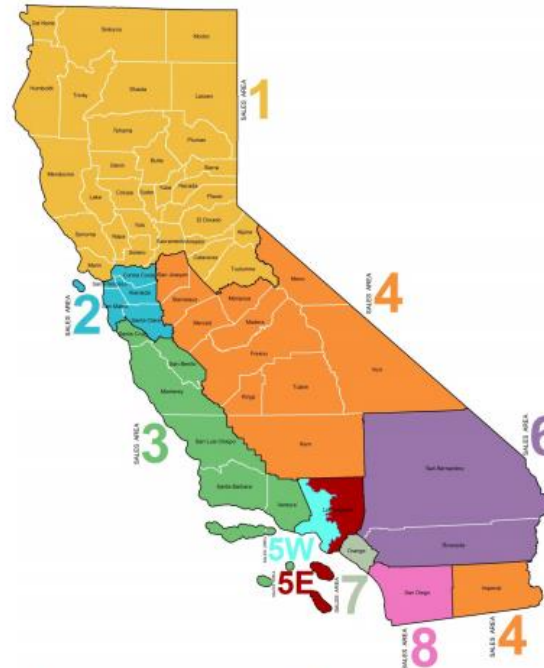 Del Norte
Siskiyou
Modoc
Humboldt
Trinity
Shasta
Lassen
SALES AREA
1
Tehama
Plumas
Mendocino
Glenn
Butte
Sierra
Lake
Colusa
Sutter
Yuba
Nevada
Placer
Yolo
El Dorado
Sonoma
Napa
Sacramento
Alpine
Solano
Calaveras
Marin
Tuolumne
Contra Costa
San Joaquin
Mono
Alameda
Stanislaus
Mariposa
SALES AREA
4
SALES AREA
2
Santa Clara
Merced
Madera
Santa Cruz
Fresno
Inyo
San Benito
Monterey
Kings
Tulare
SALES AREA
3
San Luis Obispo
Kern
SALES AREA
6
Santa Barbara
San Bernardino
Ventura
5W
Orange
Riverside
5E
SALES AREA
7
San Diego
Imperial
SALES AREA
8
SALES AREA
4